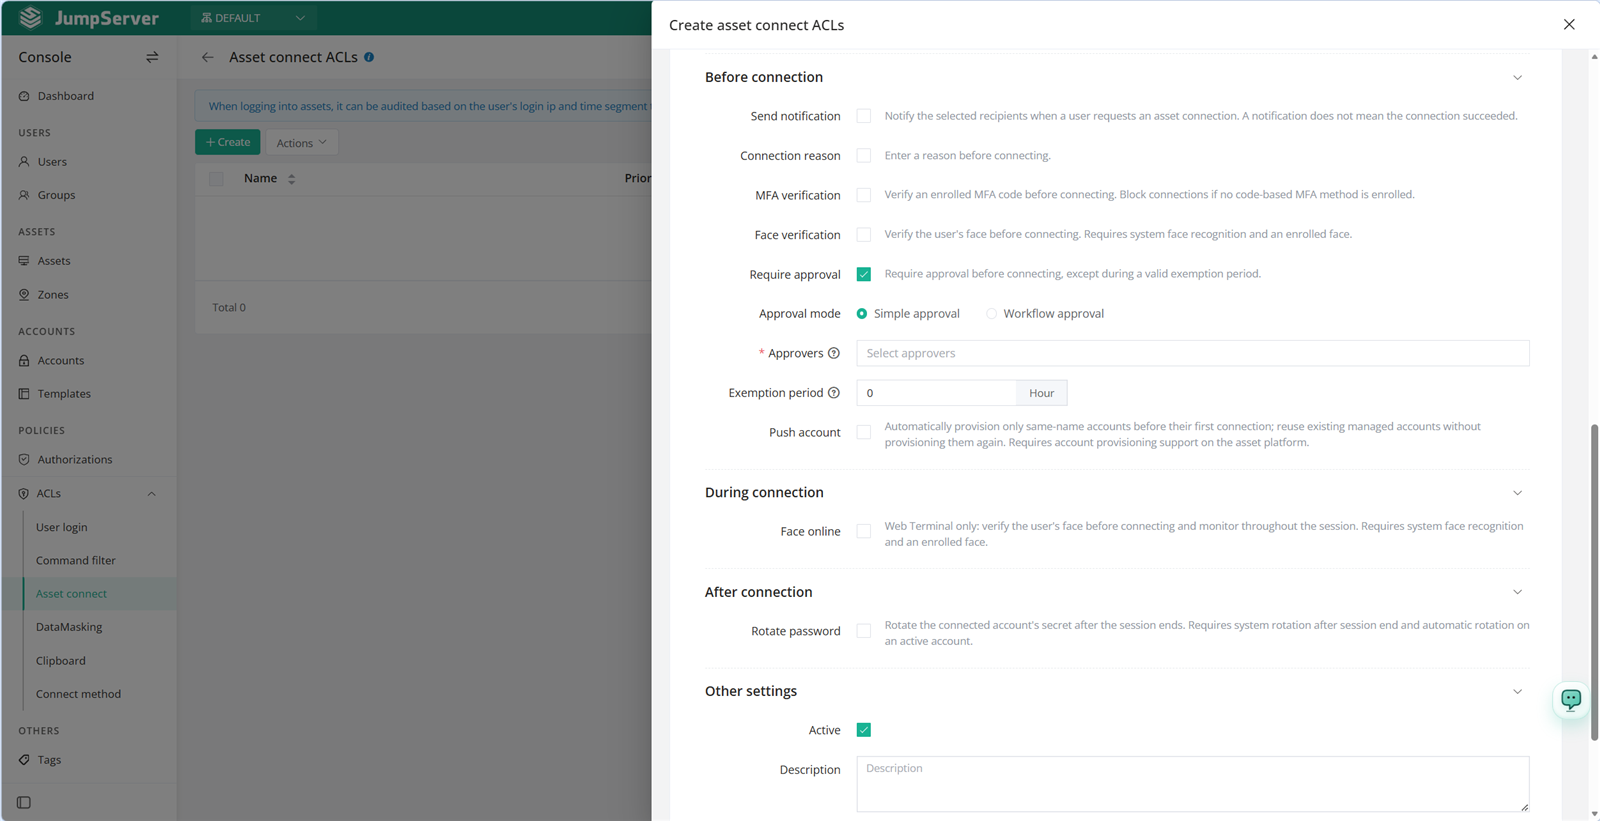 JumpServer
DEFAULT
Create asset connect ACLs
Console
Asset connect ACLs
Dashboard
When logging into assets, it can be audited based on the user's login ip and time segment
USERS
Create
Actions
Users
Name
Prior
Groups
ASSETS
Assets
Zones
Total 0
ACCOUNTS
Accounts
Templates
POLICIES
Authorizations
ACLs
User login
Command filter
Asset connect
DataMasking
Clipboard
Connect method
OTHERS
Tags
Before connection
Send notification
Notify the selected recipients when a user requests an asset connection. A notification does not mean the connection succeeded.
Connection reason
Enter a reason before connecting.
MFA verification
Verify an enrolled MFA code before connecting. Block connections if no code-based MFA method is enrolled.
Face verification
Verify the user's face before connecting. Requires system face recognition and an enrolled face.
Require approval
Require approval before connecting, except during a valid exemption period.
Approval mode
Simple approval
Workflow approval
* Approvers
Select approvers
Exemption period
0
Hour
Push account
Automatically provision only same-name accounts before their first connection; reuse existing managed accounts without
provisioning them again. Requires account provisioning support on the asset platform.
During connection
Face online
Web Terminal only: verify the user's face before connecting and monitor throughout the session. Requires system face recognition
and an enrolled face.
After connection
Rotate password
Rotate the connected account's secret after the session ends. Requires system rotation after session end and automatic rotation on
an active account.
Other settings
Active
Description
Description